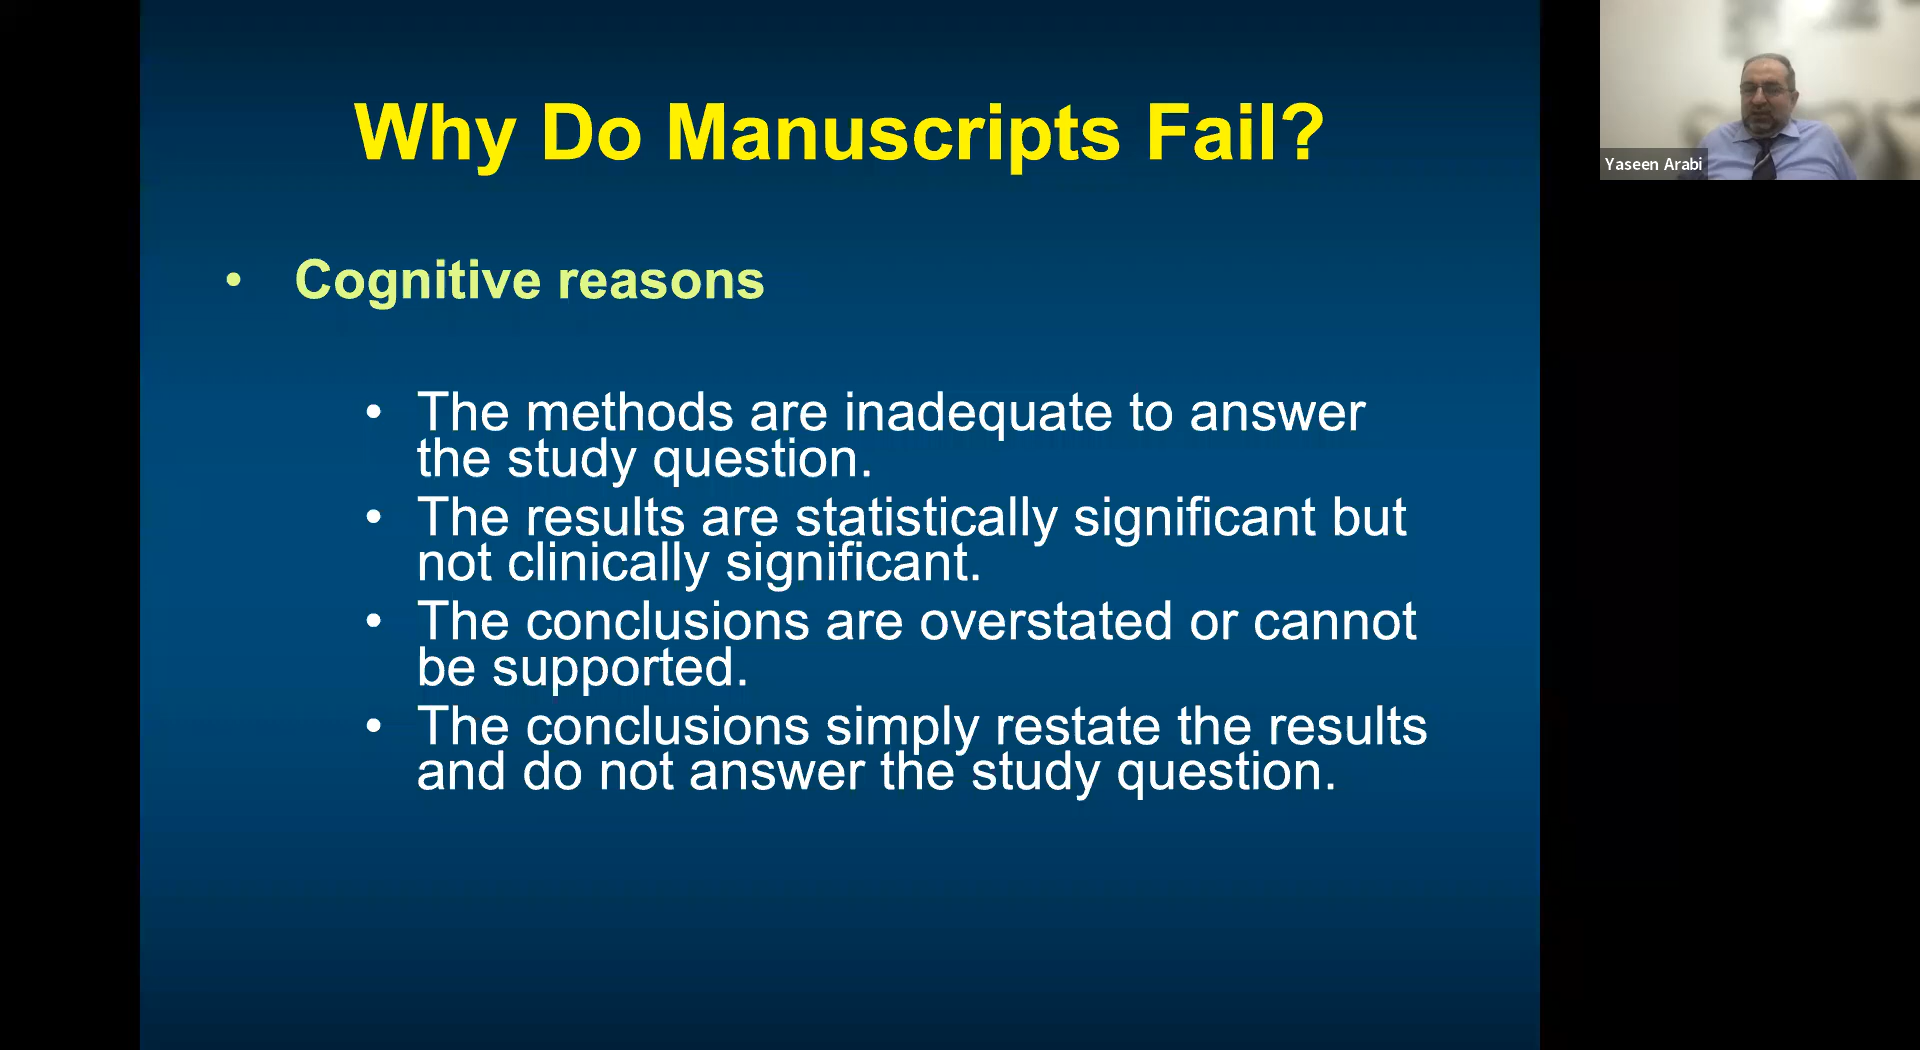 Why Do Manuscripts Fail?
• Cognitive reasons
• The methods are inadequate to answer
the study question.
• The results are statistically significant but
not clinically significant.
• The conclusions are overstated or cannot
be supported.
• The conclusions simply restate the results
and do not answer the study question.
Yaseen Arabi